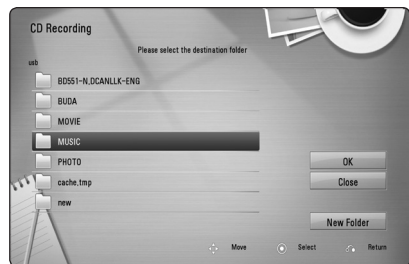 CD Recording
Please select the destination folder
usb
BD551-N,DCANLLK-ENG
BUDA
MOVIE
MUSIC
PHOTO
cache,tmp
new
OK
Close
New Folder
Move Select Return